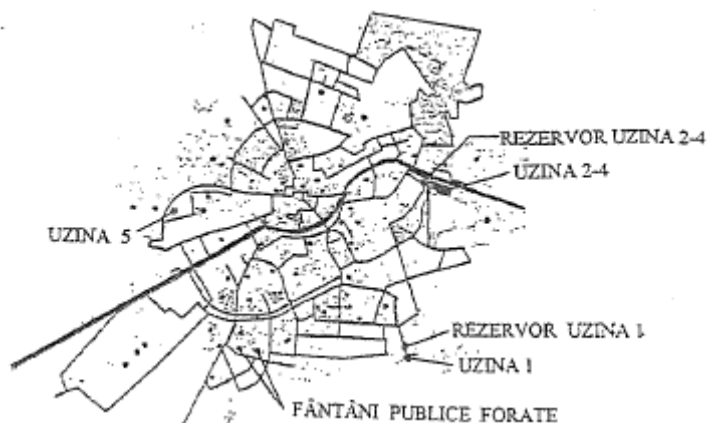 REZERVOR UZINA 2-4
UZINA 2-4
UZINA 5
REZERVOR UZINA 1
UZINA 1
FÂNTÂNI PUBLICE FORATE